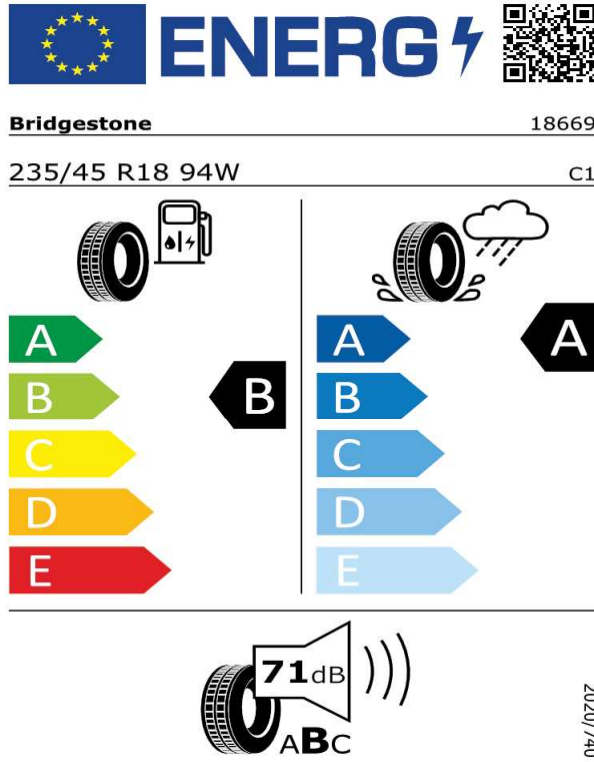 ENERG
Bridgestone 18669
235/45 R18 94W C1
A A A
B B B
C C
D D
E E
71dB
ABC
2020/740